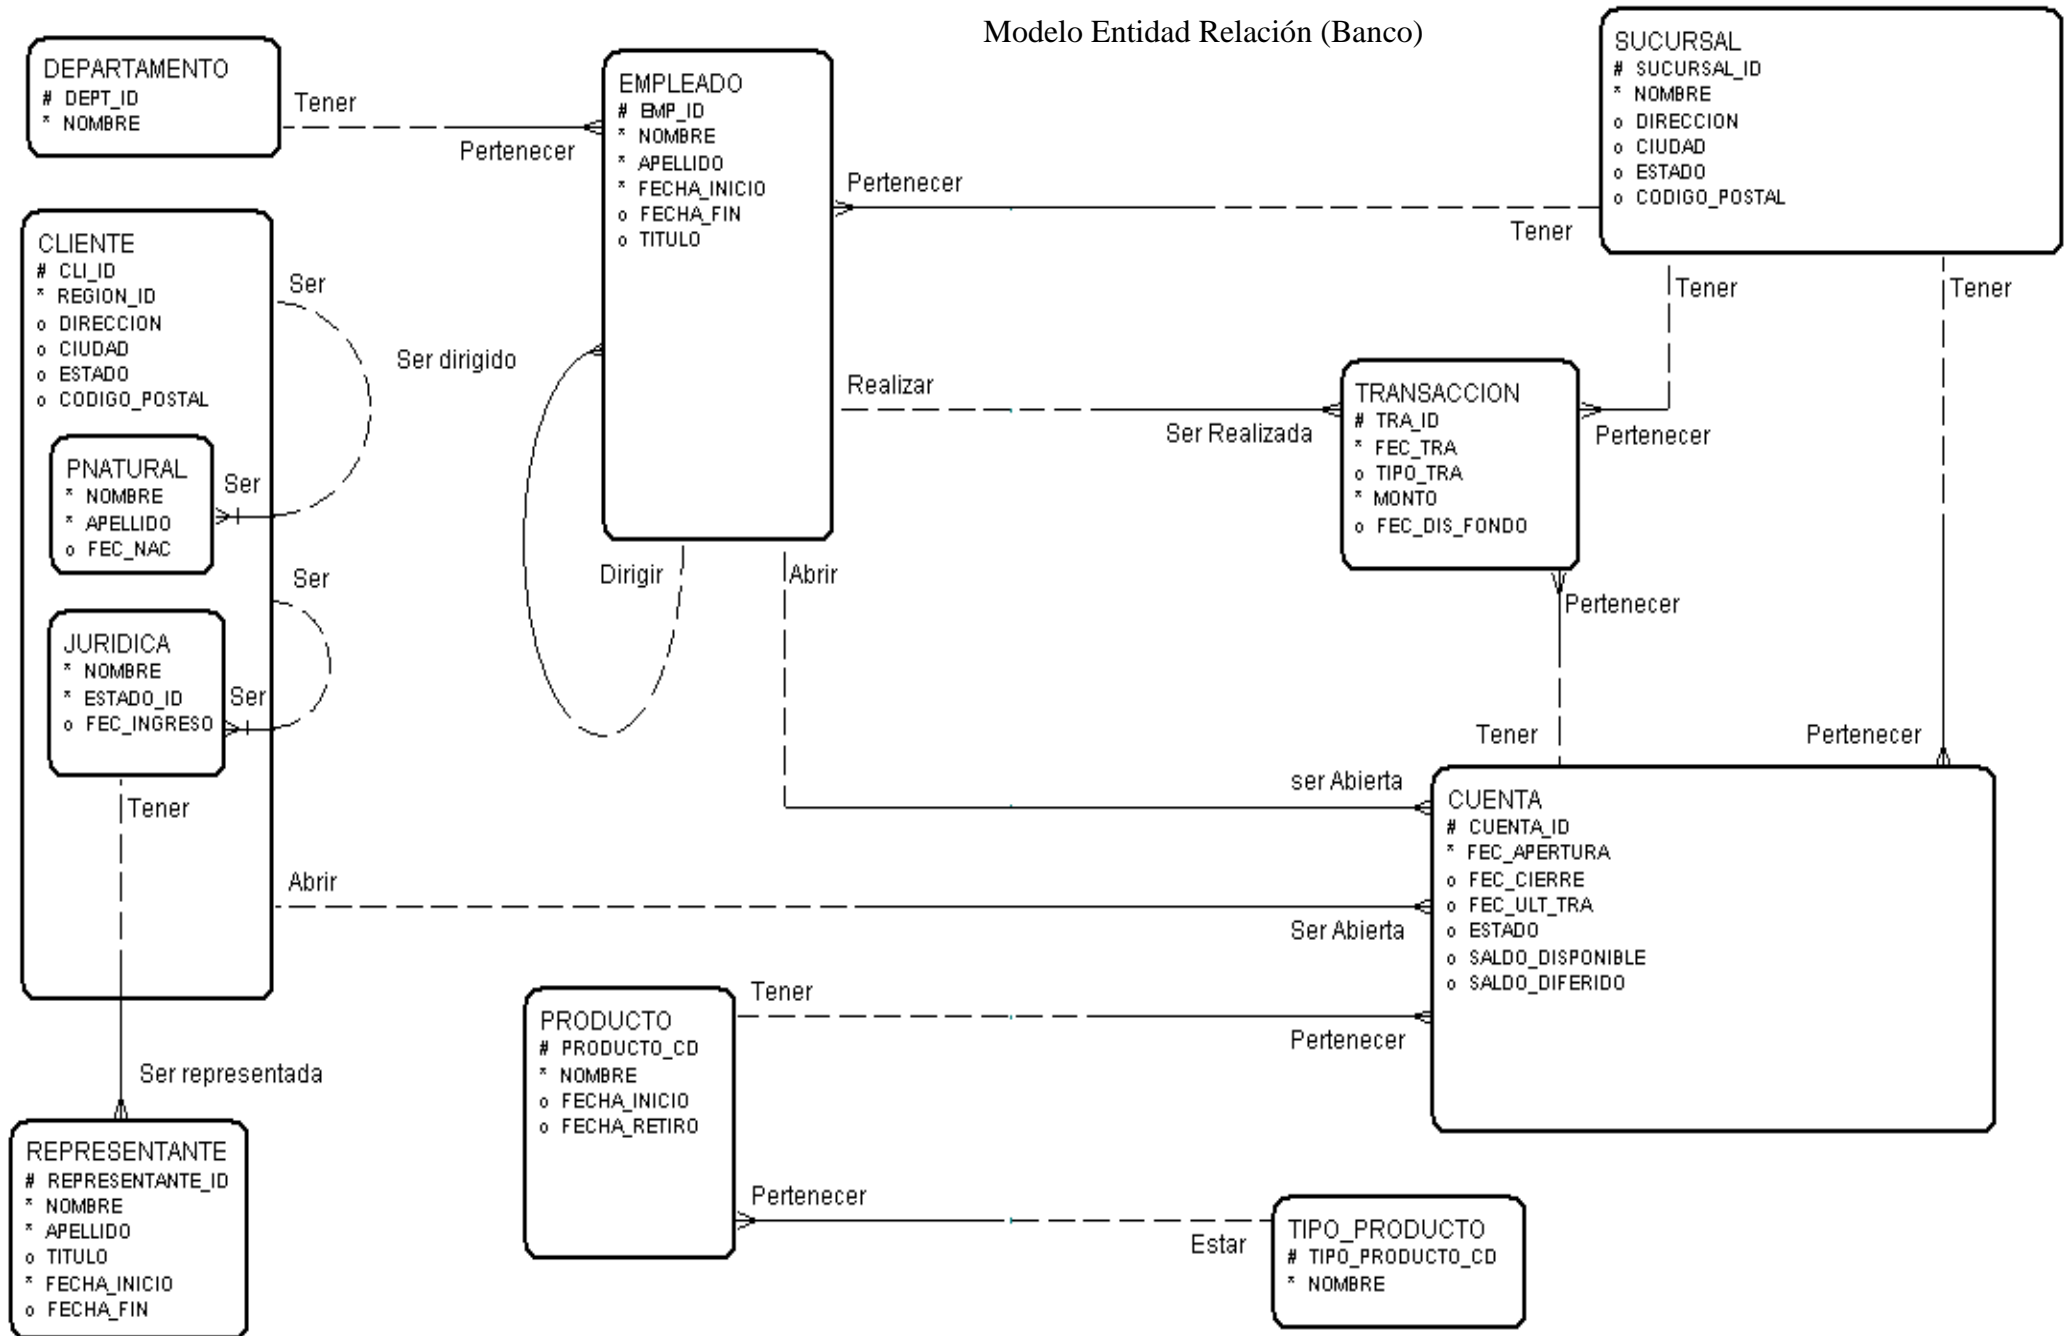 Modelo Entidad Relación (Banco)
DEPARTAMENTO
# DEPT_ID
* NOMBRE
Tener
Pertenecer
EMPLEADO
# EMP_ID
* NOMBRE
* APELLIDO
* FECHA_INICIO
o FECHA_FIN
o TITULO
Pertenecer
Tener
SUCURSAL
# SUCURSAL_ID
* NOMBRE
o DIRECCION
o CIUDAD
o ESTADO
o CODIGO_POSTAL
Tener
Tener
CLIENTE
# CLI_ID
* REGION_ID
o DIRECCION
o CIUDAD
o ESTADO
o CODIGO_POSTAL
Ser
Ser
PNATURAL
* NOMBRE
* APELLIDO
o FEC_NAC
Ser
Ser
JURIDICA
* NOMBRE
* ESTADO_ID
o FEC_INGRESO
Tener
Ser dirigido
Dirigir
Realizar
Ser Realizada
TRANSACCION
# TRA_ID
* FEC_TRA
o TIPO_TRA
* MONTO
o FEC_DIS_FONDO
Pertenecer
Pertenecer
Abrir
Tener
Pertenecer
ser Abierta
Abrir
Ser Abierta
CUENTA
# CUENTA_ID
* FEC_APERTURA
o FEC_CIERRE
o FEC_ULT_TRA
o ESTADO
o SALDO_DISPONIBLE
o SALDO_DIFERIDO
Tener
Pertenecer
PRODUCTO
# PRODUCTO_CD
* NOMBRE
o FECHA_INICIO
o FECHA_RETIRO
Ser representada
REPRESENTANTE
# REPRESENTANTE_ID
* NOMBRE
* APELLIDO
o TITULO
* FECHA_INICIO
o FECHA_FIN
Pertenecer
Estar
TIPO_PRODUCTO
# TIPO_PRODUCTO_CD
* NOMBRE